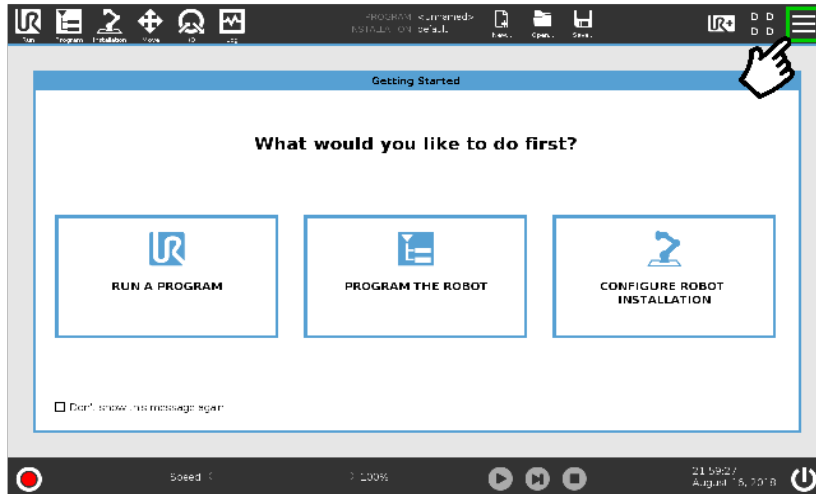 Run Program Installation Move I/O Log
PROGRAM <unnamed>
INSTALLATION default
New... Open... Save...
UR+
D D
D D
Getting Started
What would you like to do first?
UR
RUN A PROGRAM
PROGRAM THE ROBOT
CONFIGURE ROBOT
INSTALLATION
Don't show this message again
Speed
100%
21:59:27
August 16, 2018